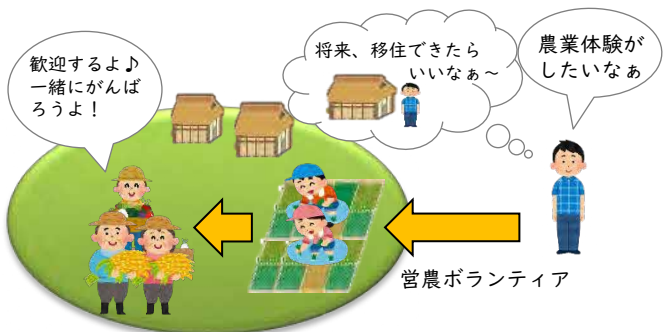 歓迎するよ♪
一緒にがんば
ろうよ！
将来、移住できたら
いいなぁ～
農業体験が
したいなぁ
営農ボランティア